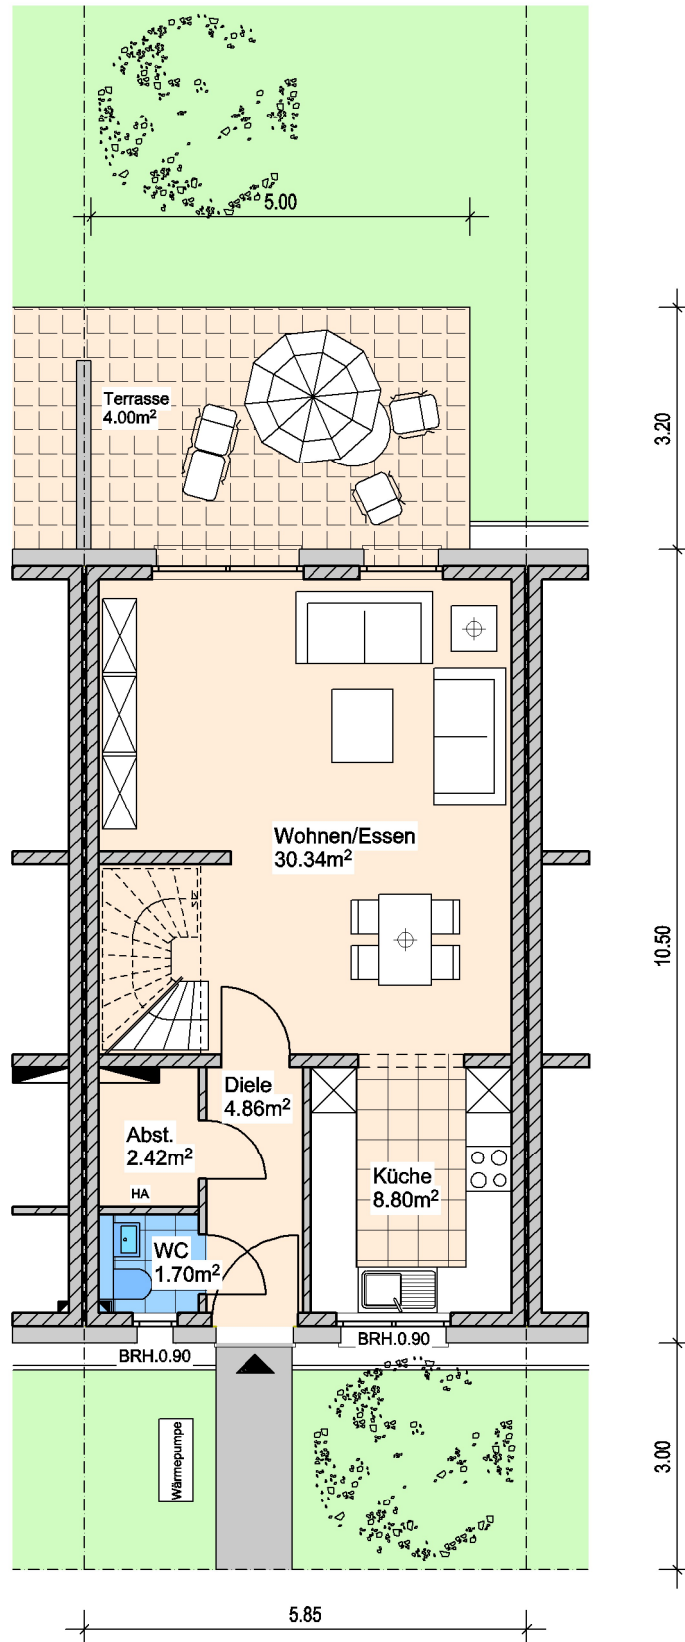 5.00
Terrasse
4.00m²
3.20
Wohnen/Essen
30.34m²
10.50
Diele
4.86m²
Abst.
2.42m²
HA
Küche
8.80m²
WC
1.70m²
BRH.0.90
BRH.0.90
Wärmepumpe
3.00
5.85